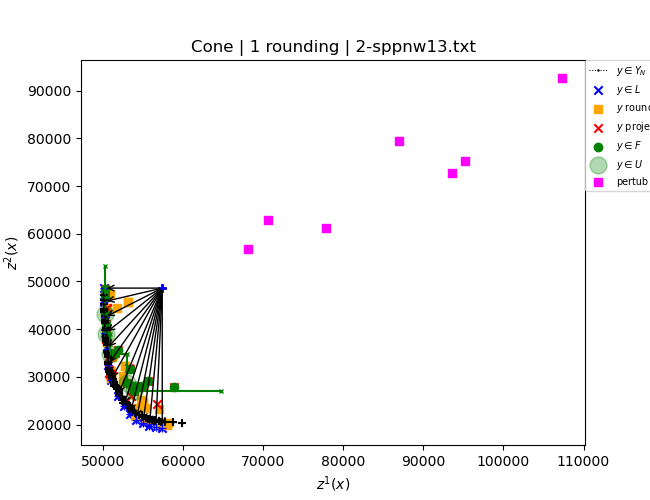 Cone | 1 rounding | 2-sppnw13.txt
z²(x)
90000
80000
70000
60000
50000
40000
30000
20000
50000 60000 70000 80000 90000 100000 110000
z¹(x)
y ∈ Y_N
y ∈ L
y roun
y proje
y ∈ F
y ∈ U
pertub